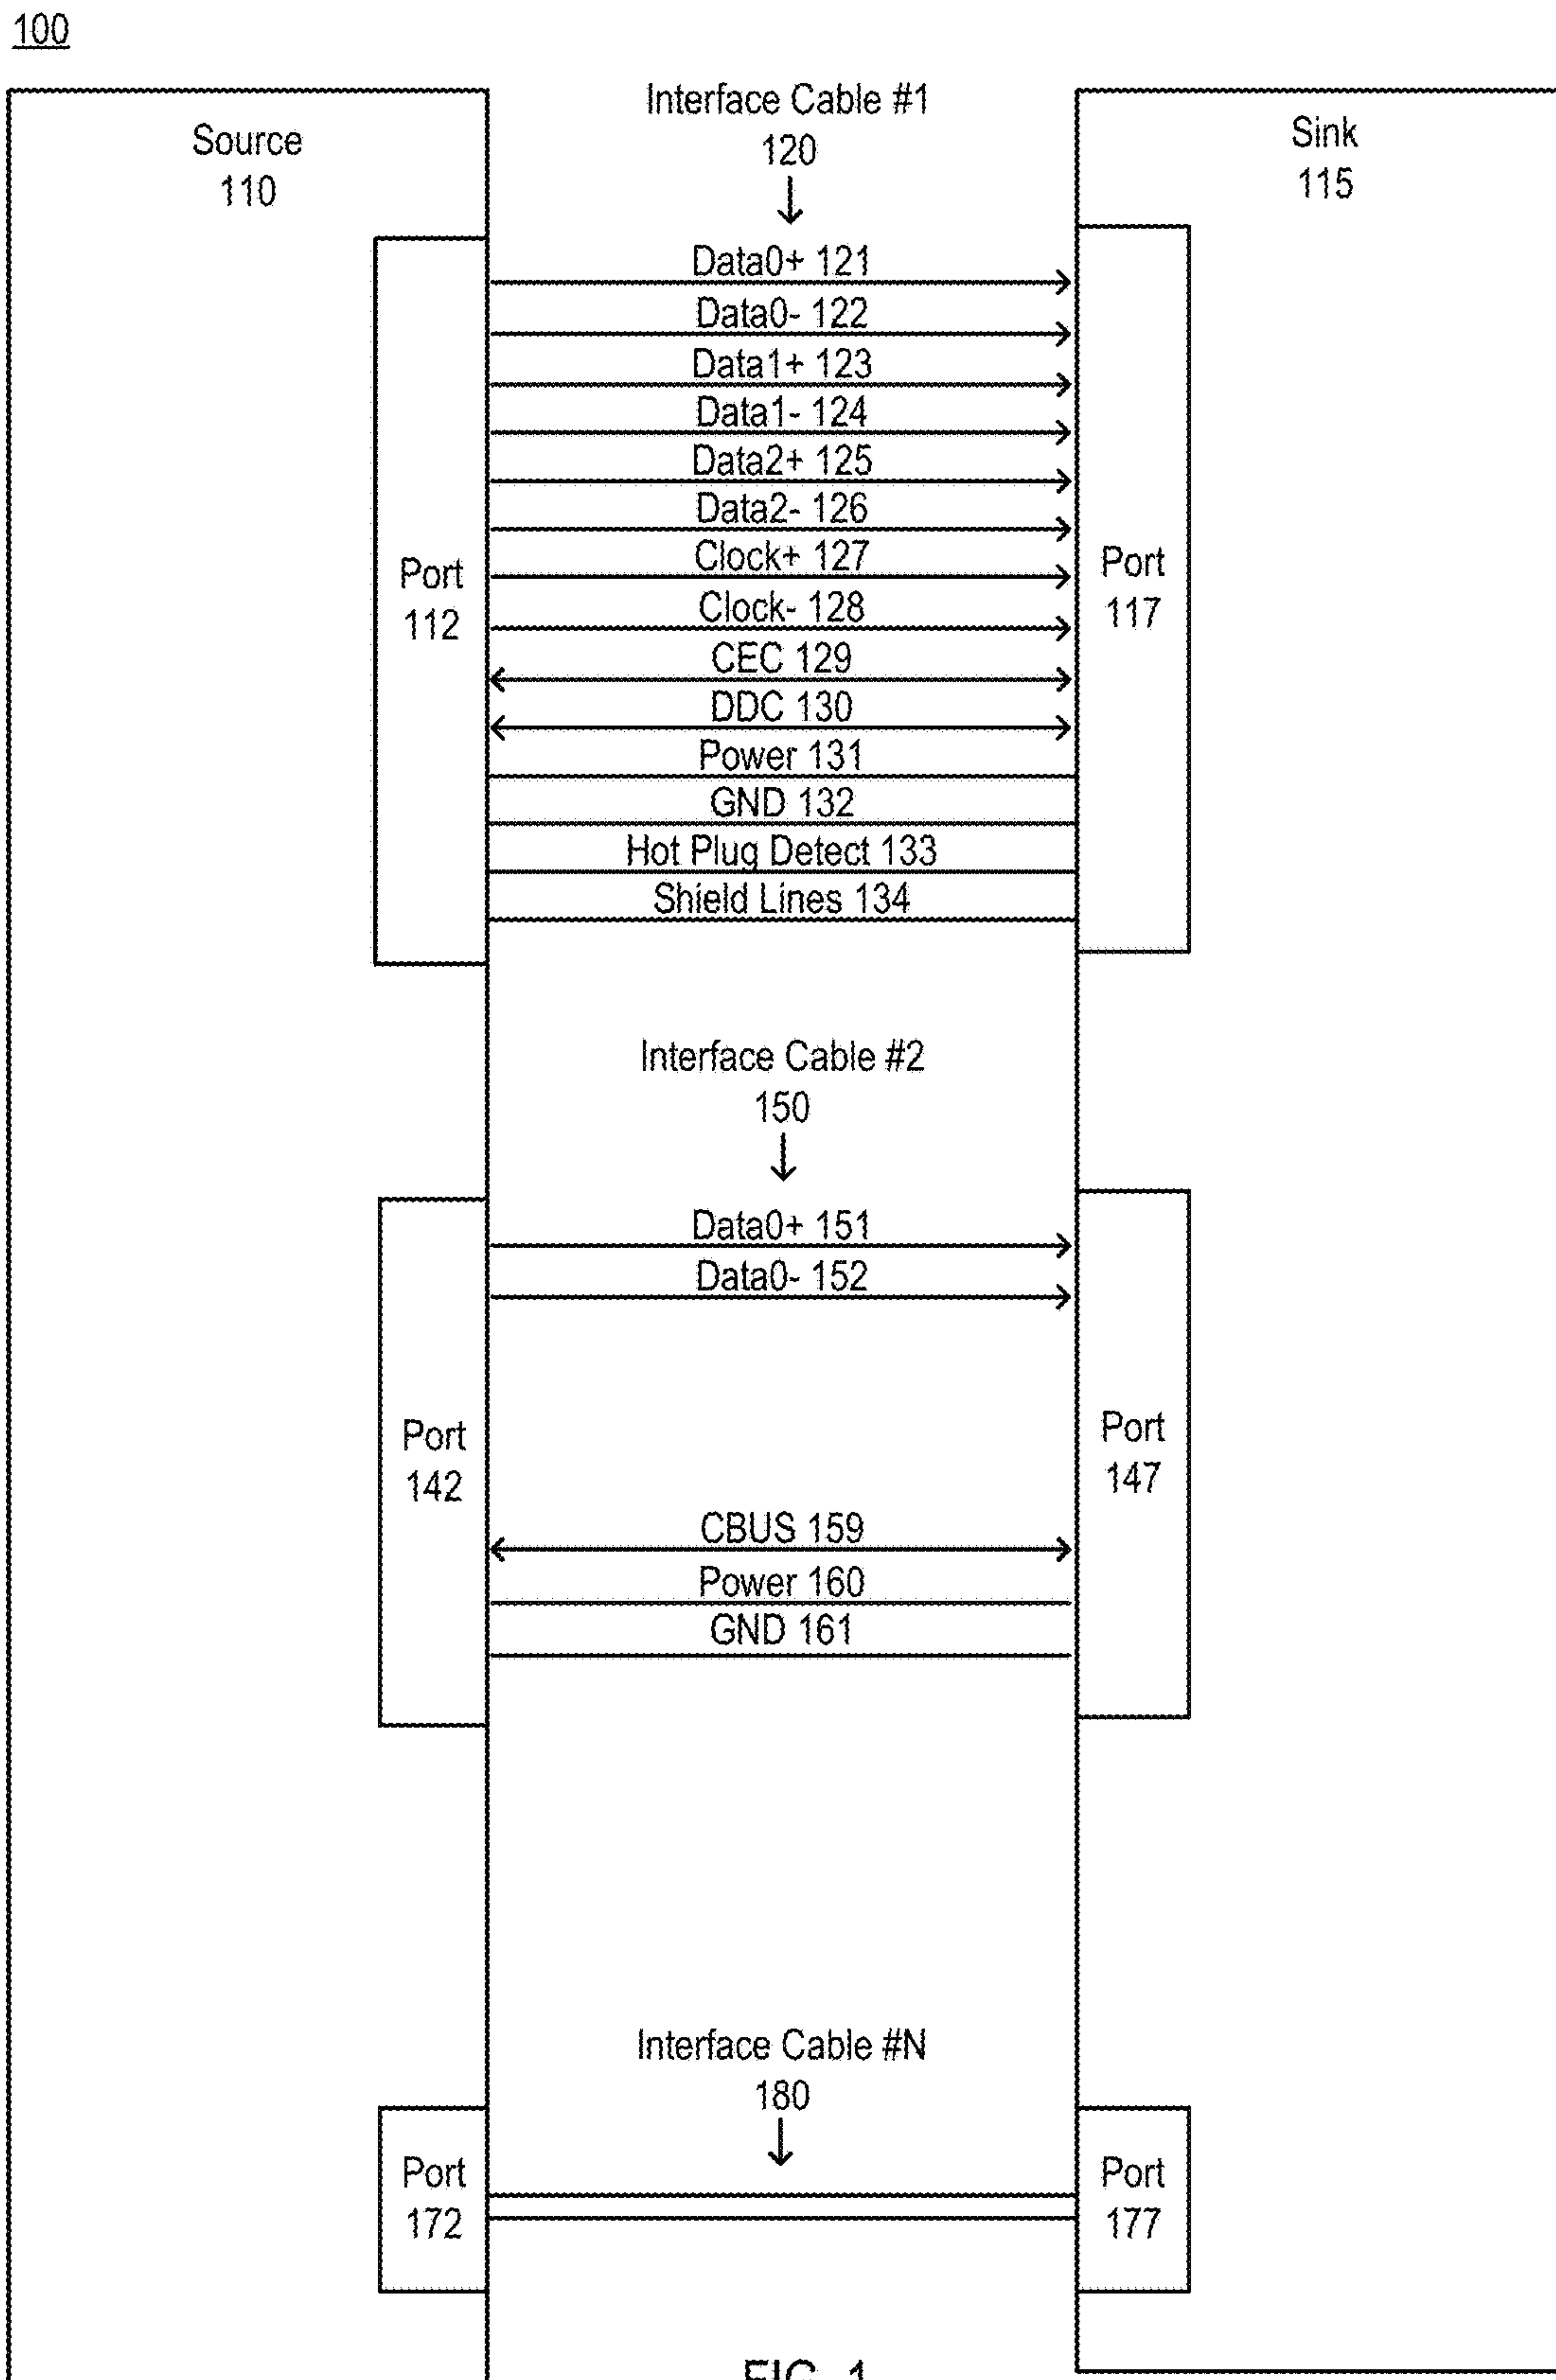 100
Interface Cable #1
120
Source
110
Sink
115
Data0+ 121
Data0- 122
Data1+ 123
Data1- 124
Data2+ 125
Data2- 126
Clock+ 127
Clock- 128
CEC 129
DDC 130
Power 131
GND 132
Hot Plug Detect 133
Shield Lines 134
Port
112
Port
117
Interface Cable #2
150
Data0+ 151
Data0- 152
CBUS 159
Power 160
GND 161
Port
142
Port
147
Interface Cable #N
180
Port
172
Port
177
FIG. 1